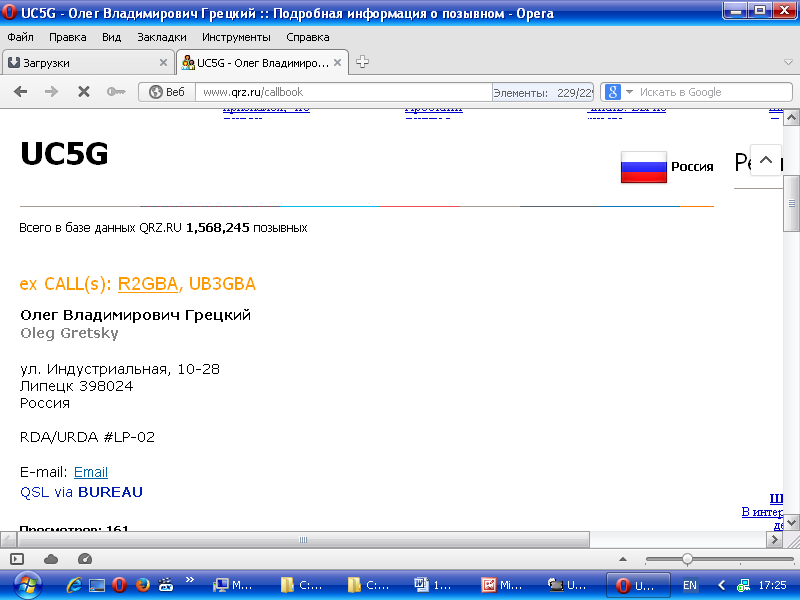 UC5G - Олег Владимирович Грецкий :: Подробная информация о позывном - Opera
Файл Правка Вид Закладки Инструменты Справка
Загрузки
UC5G - Олег Владимиро...
Веб www.qrz.ru/callbook Элементы: 229/229 Искать в Google
UC5G
Россия
Всего в базе данных QRZ.RU 1,568,245 позывных
ex CALL(s): R2GBA, UB3GBA
Олег Владимирович Грецкий
Oleg Gretsky
ул. Индустриальная, 10-28
Липецк 398024
Россия
RDA/URDA #LP-02
E-mail: Email
QSL via BUREAU
Просмотров: 161
В интер
M... C:... C:... 1... Mi... U... U... EN 17:25